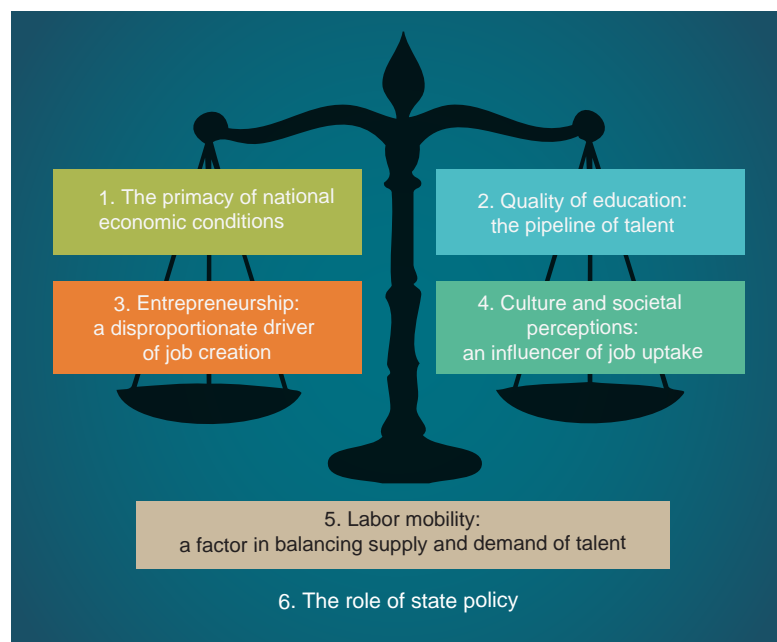 1. The primacy of national
economic conditions
2. Quality of education:
the pipeline of talent
3. Entrepreneurship:
a disproportionate driver
of job creation
4. Culture and societal
perceptions:
an influencer of job uptake
5. Labor mobility:
a factor in balancing supply and demand of talent
6. The role of state policy